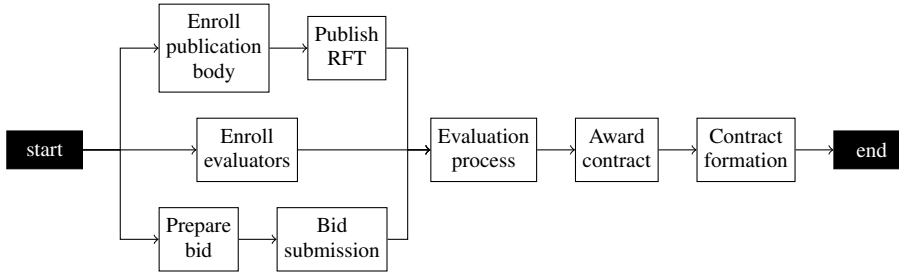 start
Enroll
publication
body
Publish
RFT
Enroll
evaluators
Prepare
bid
Bid
submission
Evaluation
process
Award
contract
Contract
formation
end